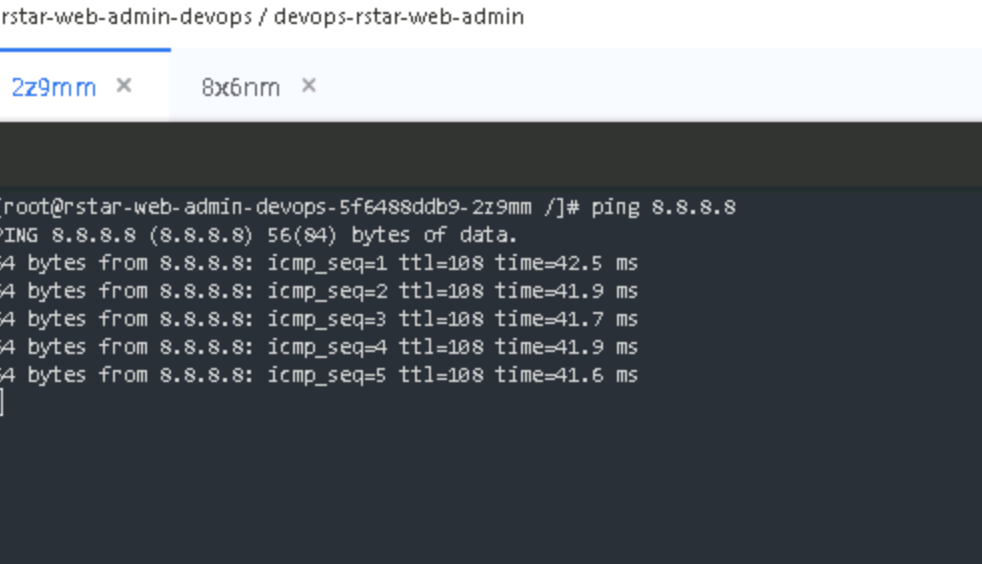 rstar-web-admin-devops / devops-rstar-web-admin
2z9mm × 8x6nm ×
[root@rstar-web-admin-devops-5f6488ddb9-2z9mm /]# ping 8.8.8.8
PING 8.8.8.8 (8.8.8.8) 56(84) bytes of data.
64 bytes from 8.8.8.8: icmp_seq=1 ttl=108 time=42.5 ms
64 bytes from 8.8.8.8: icmp_seq=2 ttl=108 time=41.9 ms
64 bytes from 8.8.8.8: icmp_seq=3 ttl=108 time=41.7 ms
64 bytes from 8.8.8.8: icmp_seq=4 ttl=108 time=41.9 ms
64 bytes from 8.8.8.8: icmp_seq=5 ttl=108 time=41.6 ms